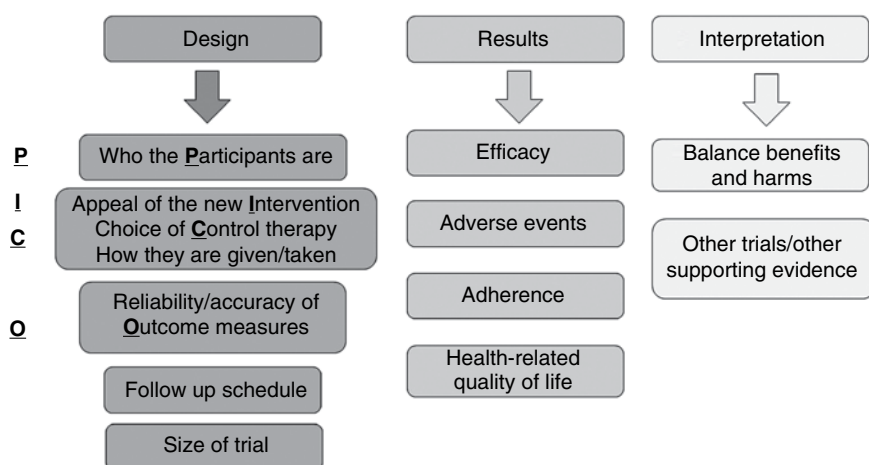 Design
Results
Interpretation
P
Who the Participants are
Efficacy
Balance benefits
and harms
I
C
Appeal of the new Intervention
Choice of Control therapy
How they are given/taken
Adverse events
Other trials/other
supporting evidence
O
Reliability/accuracy of
Outcome measures
Adherence
Follow up schedule
Health-related
quality of life
Size of trial